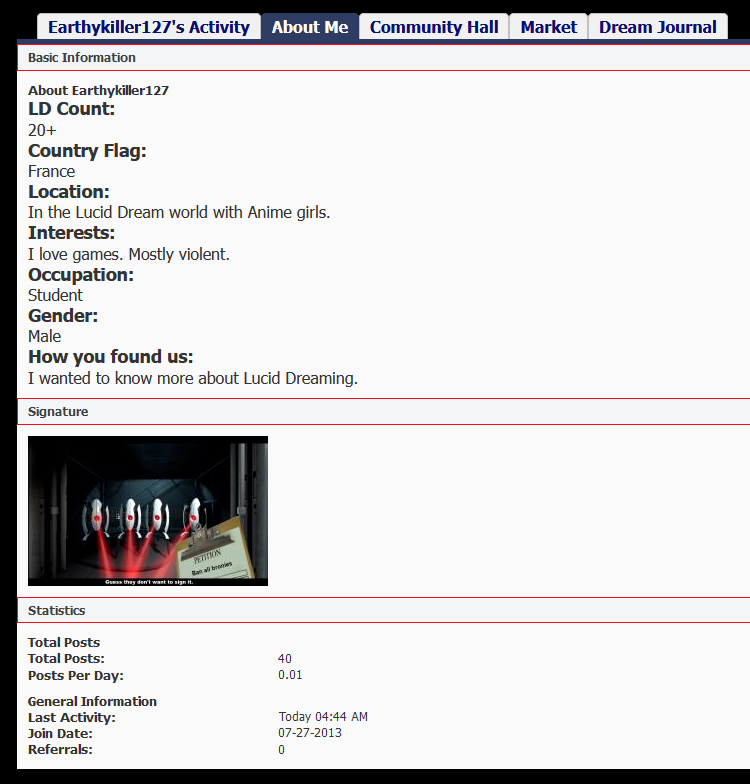 Earthykiller127's Activity About Me Community Hall Market Dream Journal
Basic Information
About Earthykiller127
LD Count:
20+
Country Flag:
France
Location:
In the Lucid Dream world with Anime girls.
Interests:
I love games. Mostly violent.
Occupation:
Student
Gender:
Male
How you found us:
I wanted to know more about Lucid Dreaming.
Signature
PETITION
Ban all bronies
Guess they don't want to sign it.
Statistics
Total Posts
Total Posts: 40
Posts Per Day: 0.01
General Information
Last Activity: Today 04:44 AM
Join Date: 07-27-2013
Referrals: 0